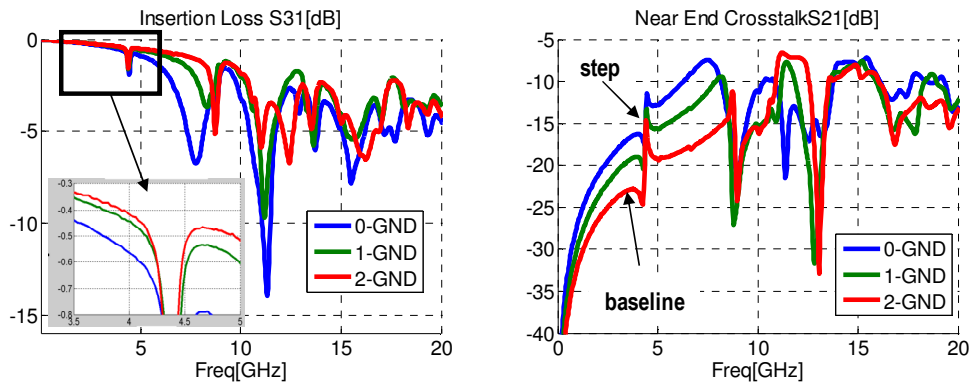 Insertion Loss S31[dB]
0
-5
-10
-15
5
10
15
20
Freq[GHz]
0-GND
1-GND
2-GND
-0.3
-0.4
-0.5
-0.6
-0.7
-0.8
3.5
4
4.5
5
Near End CrosstalkS21[dB]
-5
-10
-15
-20
-25
-30
-35
-40
0
5
10
15
20
Freq[GHz]
step
baseline
0-GND
1-GND
2-GND